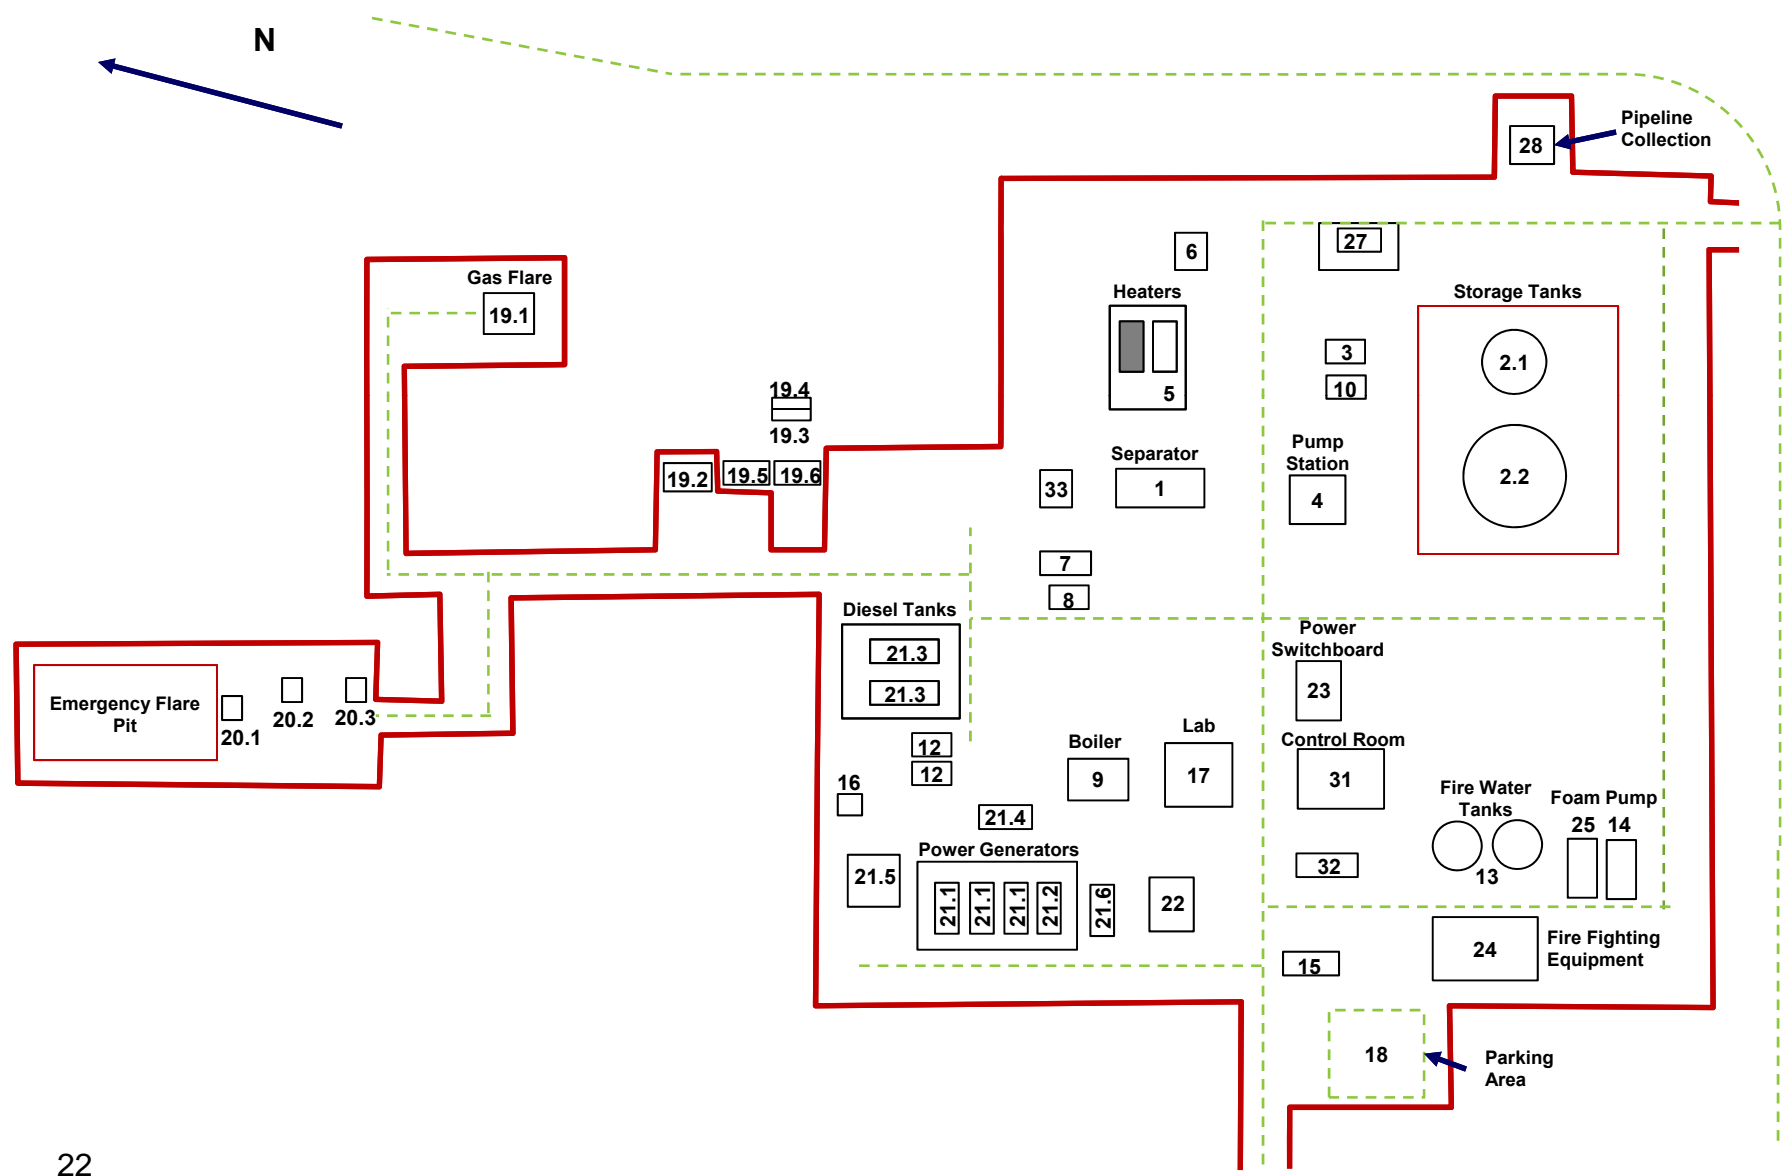 N
Pipeline
Collection
28
6
27
Gas Flare
19.1
Heaters
5
Storage Tanks
2.1
2.2
3
10
19.4
19.3
19.2
19.5
19.6
Separator
1
33
Pump
Station
4
7
8
Diesel Tanks
21.3
21.3
Power
Switchboard
23
Emergency Flare
Pit
20.1
20.2
20.3
12
12
Boiler
9
Lab
17
Control Room
31
16
21.4
Fire Water
Tanks
13
Foam Pump
25
14
Power Generators
21.5
21.1
21.1
21.1
21.2
21.6
22
32
15
24
Fire Fighting
Equipment
18
Parking
Area
22